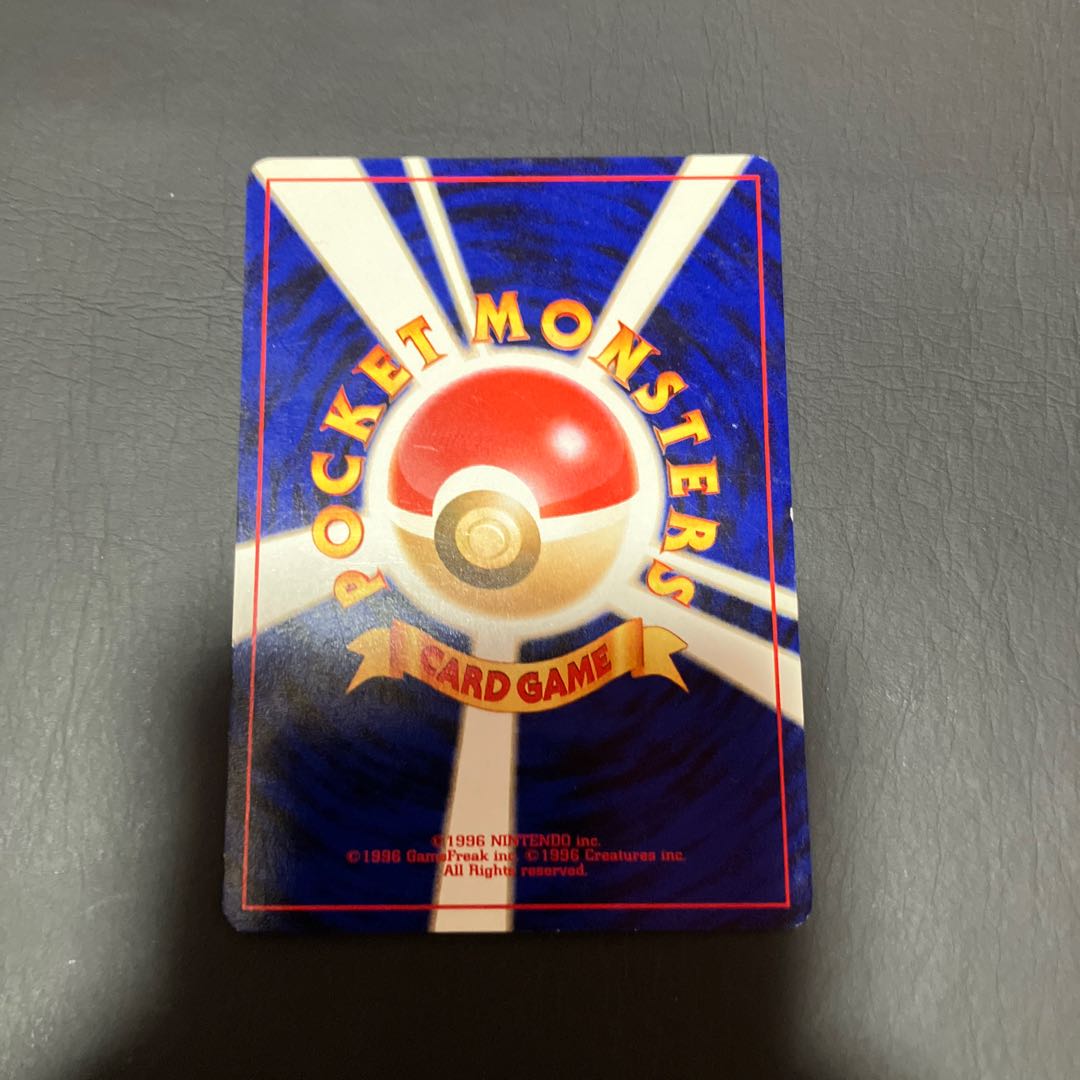 POCKET MONSTERS
CARD GAME
©1996 NINTENDO inc.
©1996 GameFreak inc. ©1996 Creatures inc.
All Rights reserved.